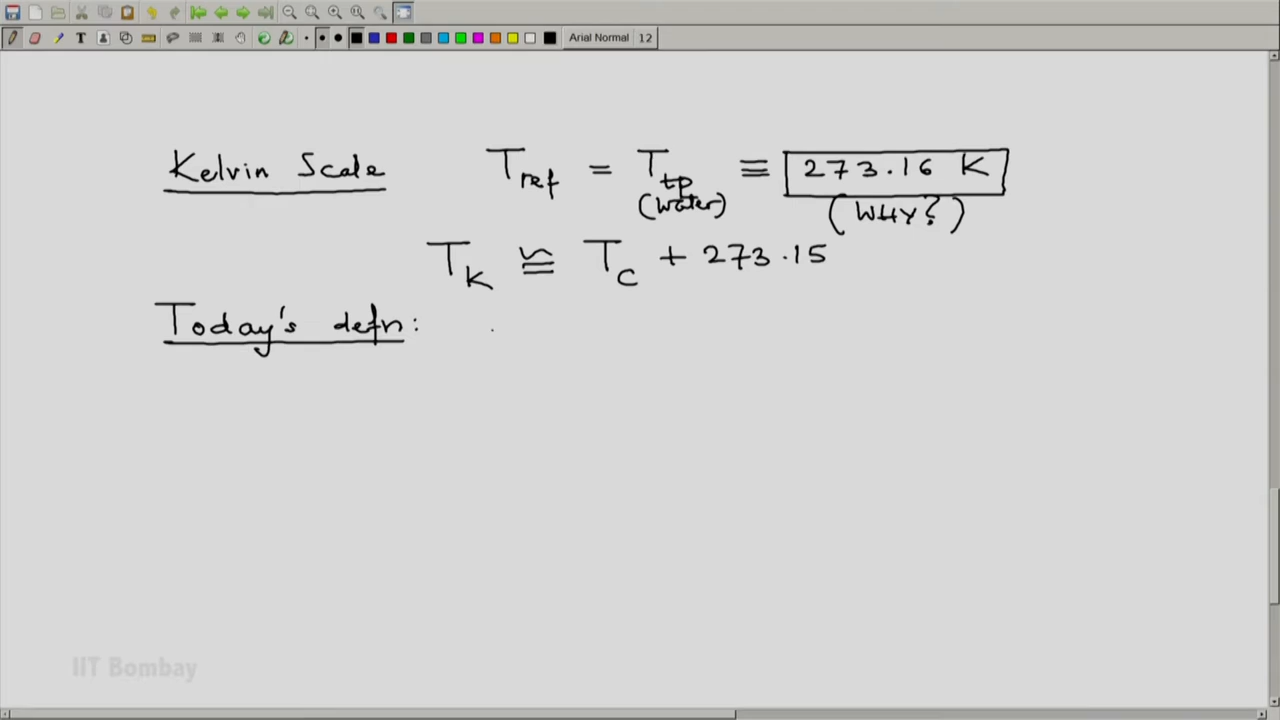 Arial Normal 12
Kelvin Scale T_ref = T_tp (water) ≡ 273.16 K
(WHY?)
T_K ≅ T_C + 273.15
Today's defn:
IIT Bombay